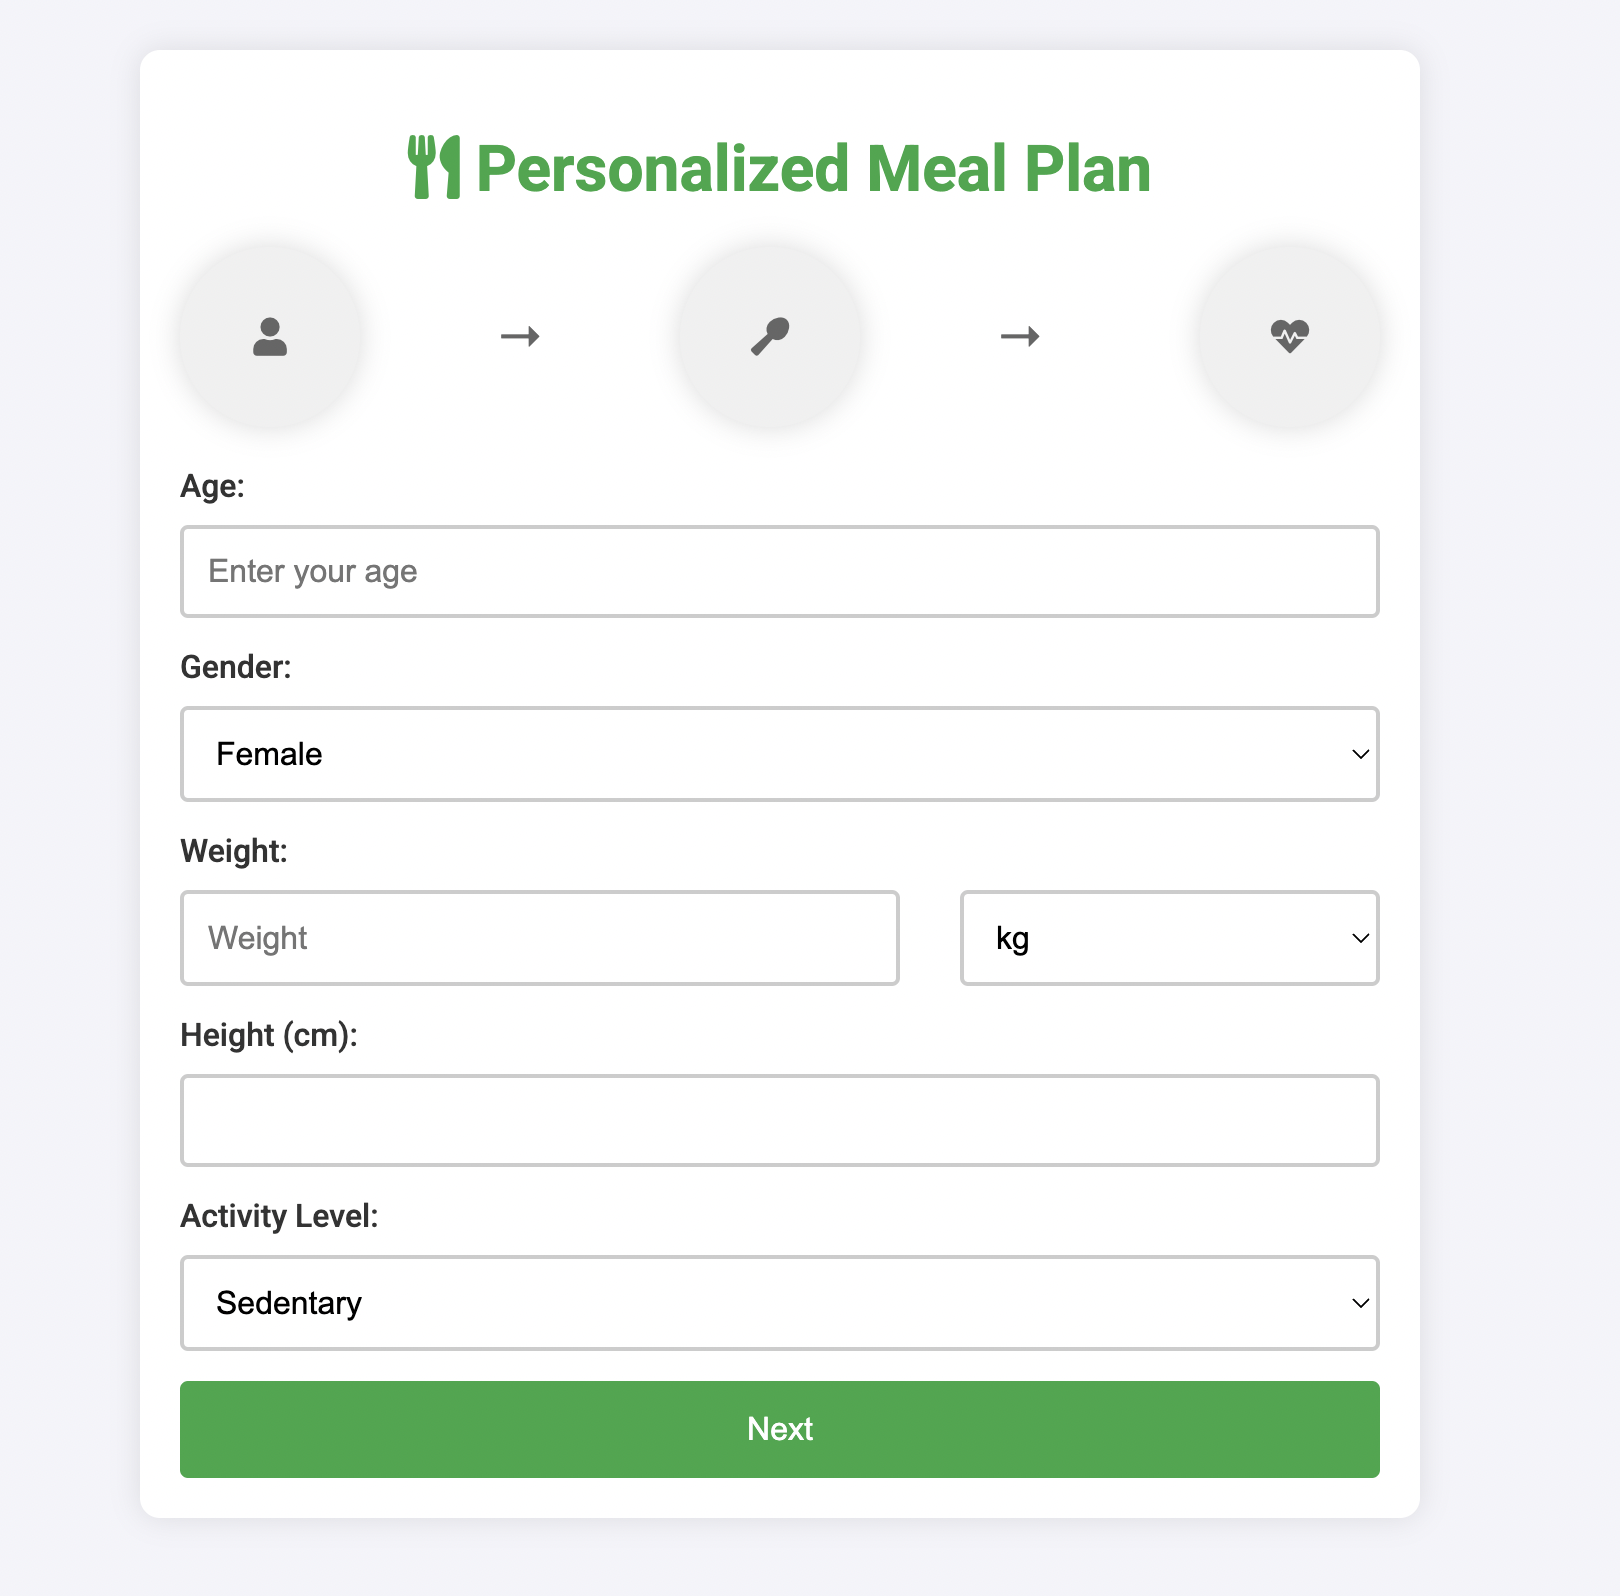 Personalized Meal Plan
Age:
Enter your age
Gender:
Female
Weight:
Weight
kg
Height (cm):
Activity Level:
Sedentary
Next